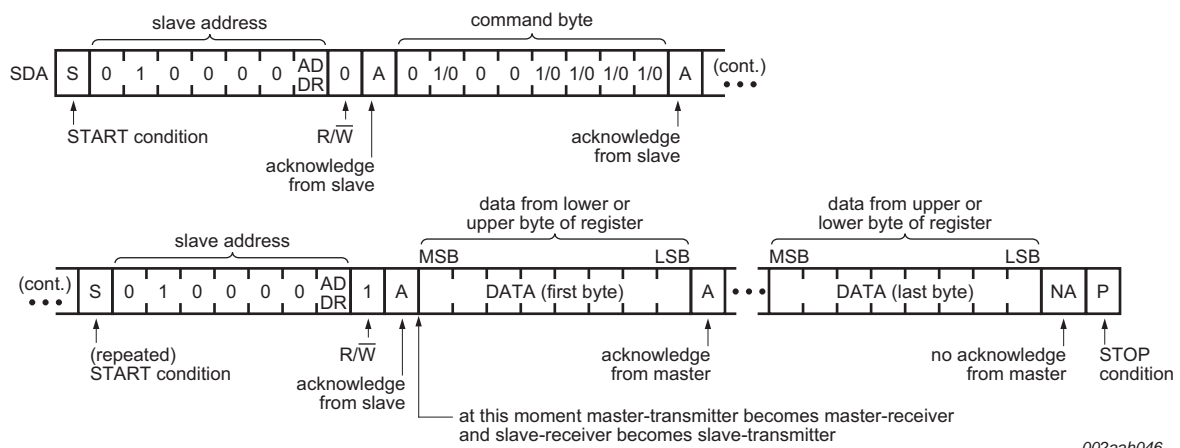 slave address
command byte
SDA S 0 1 0 0 0 0 AD DR 0 A 0 1/0 0 0 1/0 1/0 1/0 1/0 A (cont.) •••
START condition
R/W̅
acknowledge
from slave
acknowledge
from slave
data from lower or
upper byte of register
data from upper or
lower byte of register
slave address
MSB LSB MSB LSB
(cont.) ••• S 0 1 0 0 0 0 AD DR 1 A DATA (first byte) A ••• DATA (last byte) NA P
(repeated)
START condition
R/W̅
acknowledge
from slave
acknowledge
from master
no acknowledge
from master
STOP
condition
at this moment master-transmitter becomes master-receiver
and slave-receiver becomes slave-transmitter
002aah046